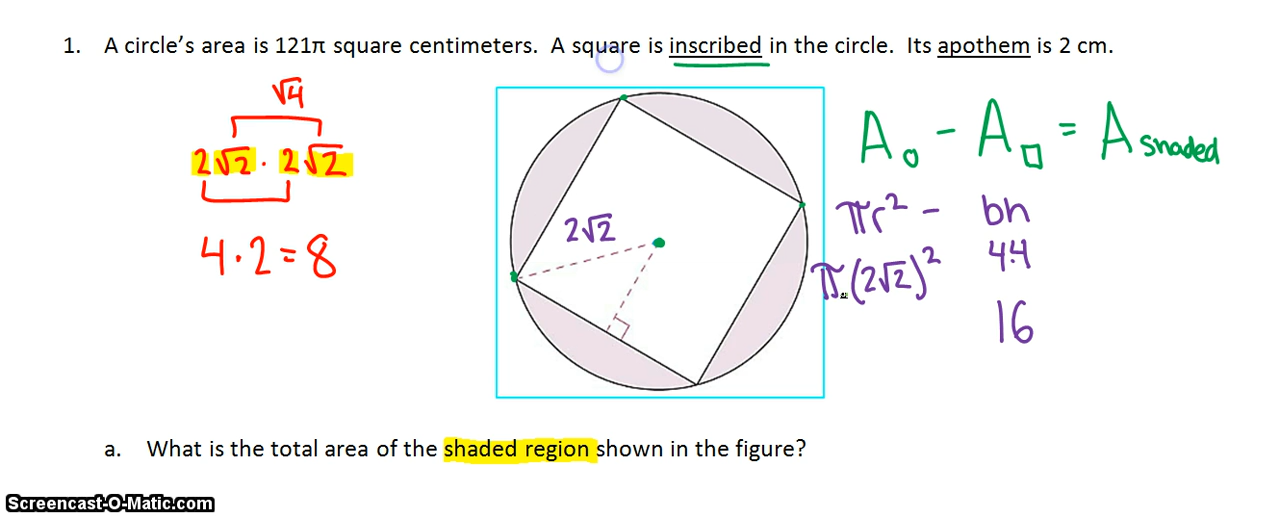 1. A circle's area is 121π square centimeters. A square is inscribed in the circle. Its apothem is 2 cm.
√4
2√2 · 2√2
4·2=8
2√2
A○ - A□ = A shaded
πr² - bh
π(2√2)² 4·4
16
a. What is the total area of the shaded region shown in the figure?
Screencast-O-Matic.com